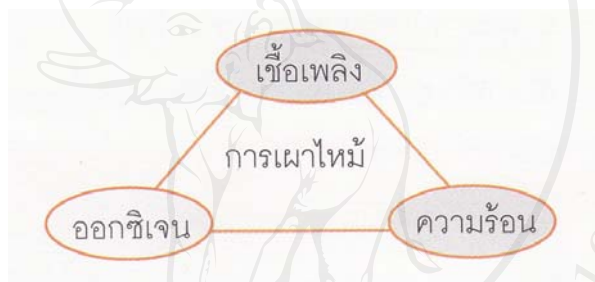 เชื้อเพลิง
การเผาไหม้
ออกซิเจน
ความร้อน